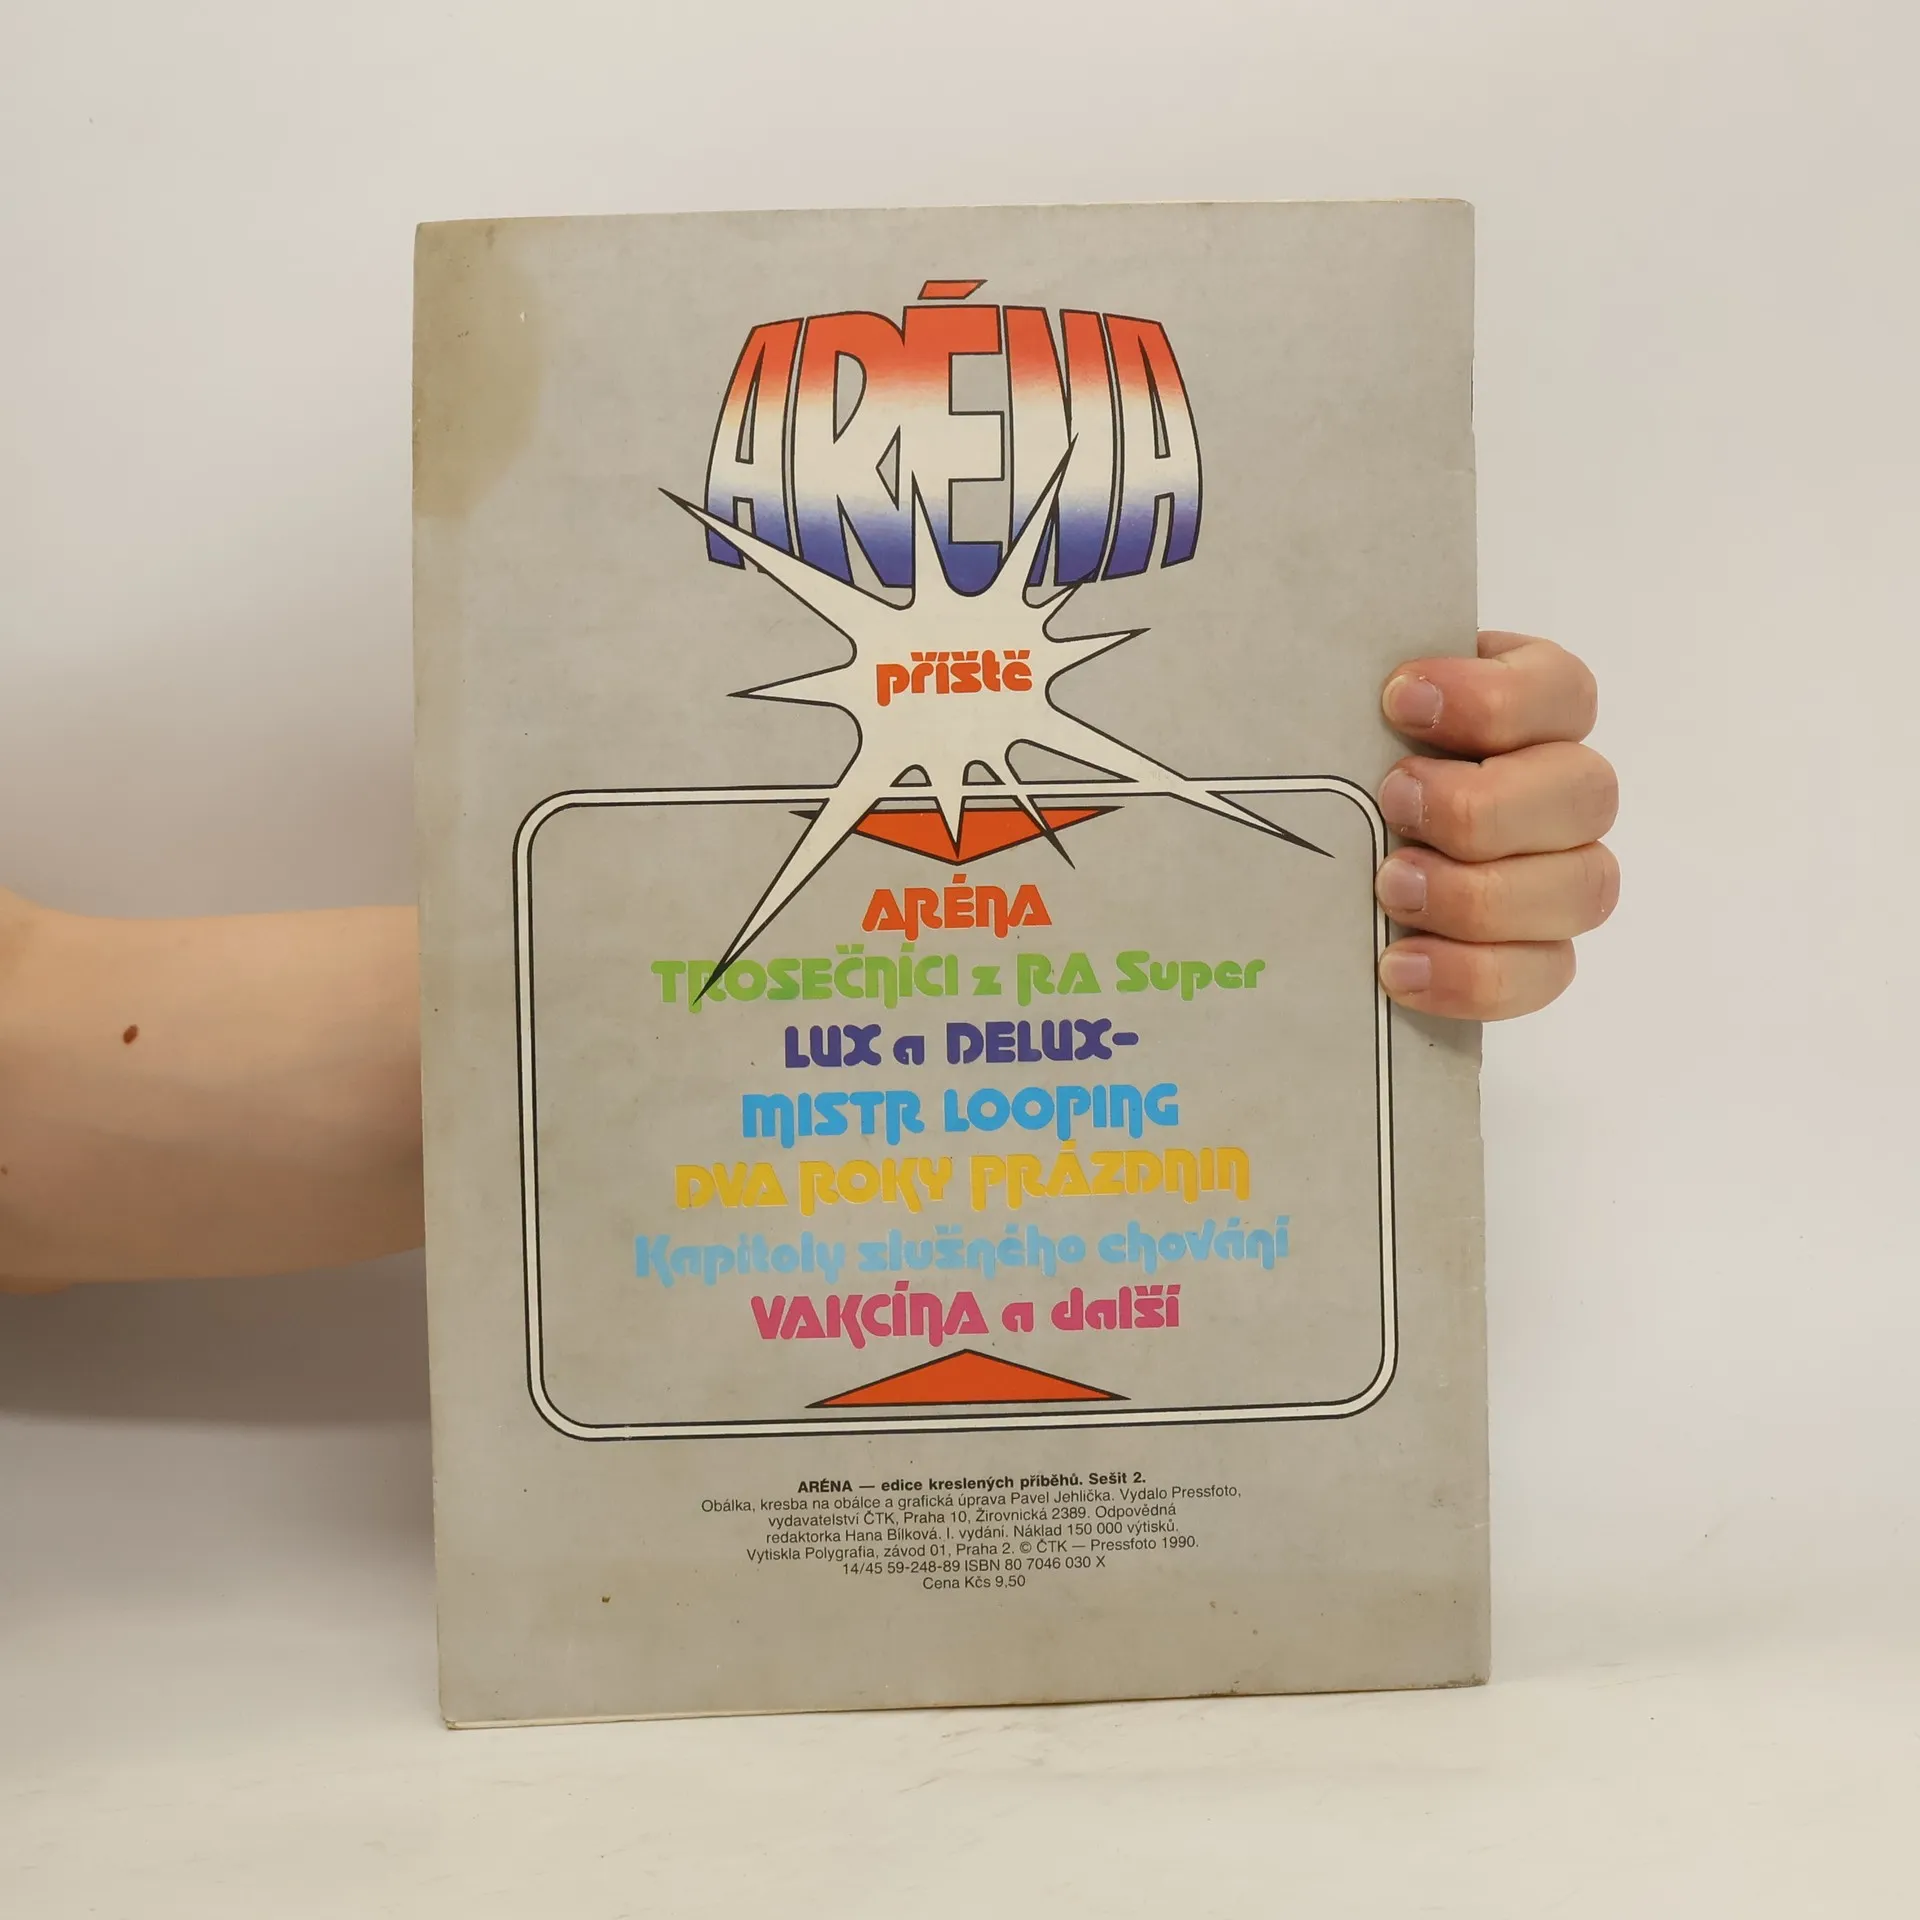 ARÉNA
příště
ARÉNA
TROSEČNÍCI z RA Super
LUX a DELUX-
MISTR LOOPING
DVA ROKY PRÁZDNIN
Kapitoly slušného chování
VAKCÍNA a další
ARÉNA — edice kreslených příběhů. Sešit 2.
Obálka, kresba na obálce a grafická úprava Pavel Jehlička. Vydalo Pressfoto,
vydavatelství ČTK, Praha 10, Žirovnická 2389. Odpovědná
redaktorka Hana Bílková. I. vydání. Náklad 150 000 výtisků.
Vytiskla Polygrafia, závod 01, Praha 2. © ČTK — Pressfoto 1990.
14/45 59-248-89 ISBN 80 7046 030 X
Cena Kčs 9,50